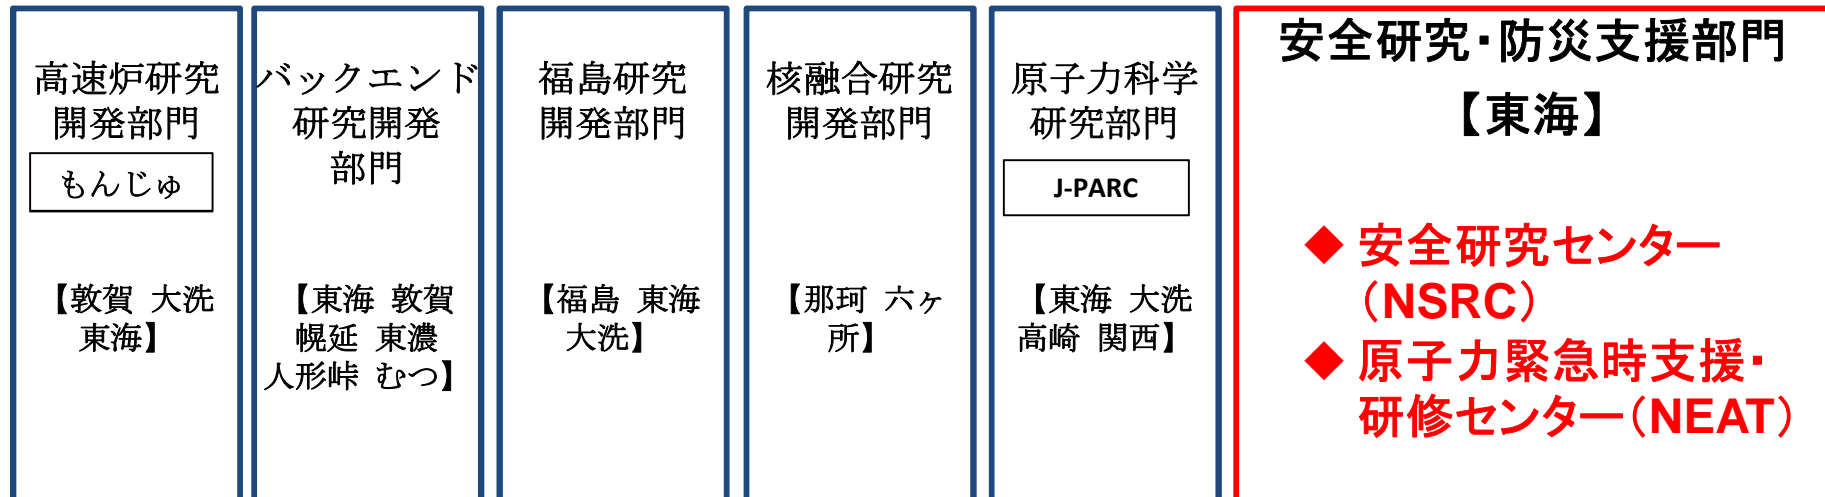 高速炉研究
開発部門
もんじゅ
【敦賀 大洗
東海】
バックエンド
研究開発
部門
【東海 敦賀
幌延 東濃
人形峠 むつ】
福島研究
開発部門
【福島 東海
大洗】
核融合研究
開発部門
【那珂 六ヶ
所】
原子力科学
研究部門
J-PARC
【東海 大洗
高崎 関西】
安全研究・防災支援部門
【東海】
◆ 安全研究センター
（NSRC）
◆ 原子力緊急時支援・
研修センター（NEAT）